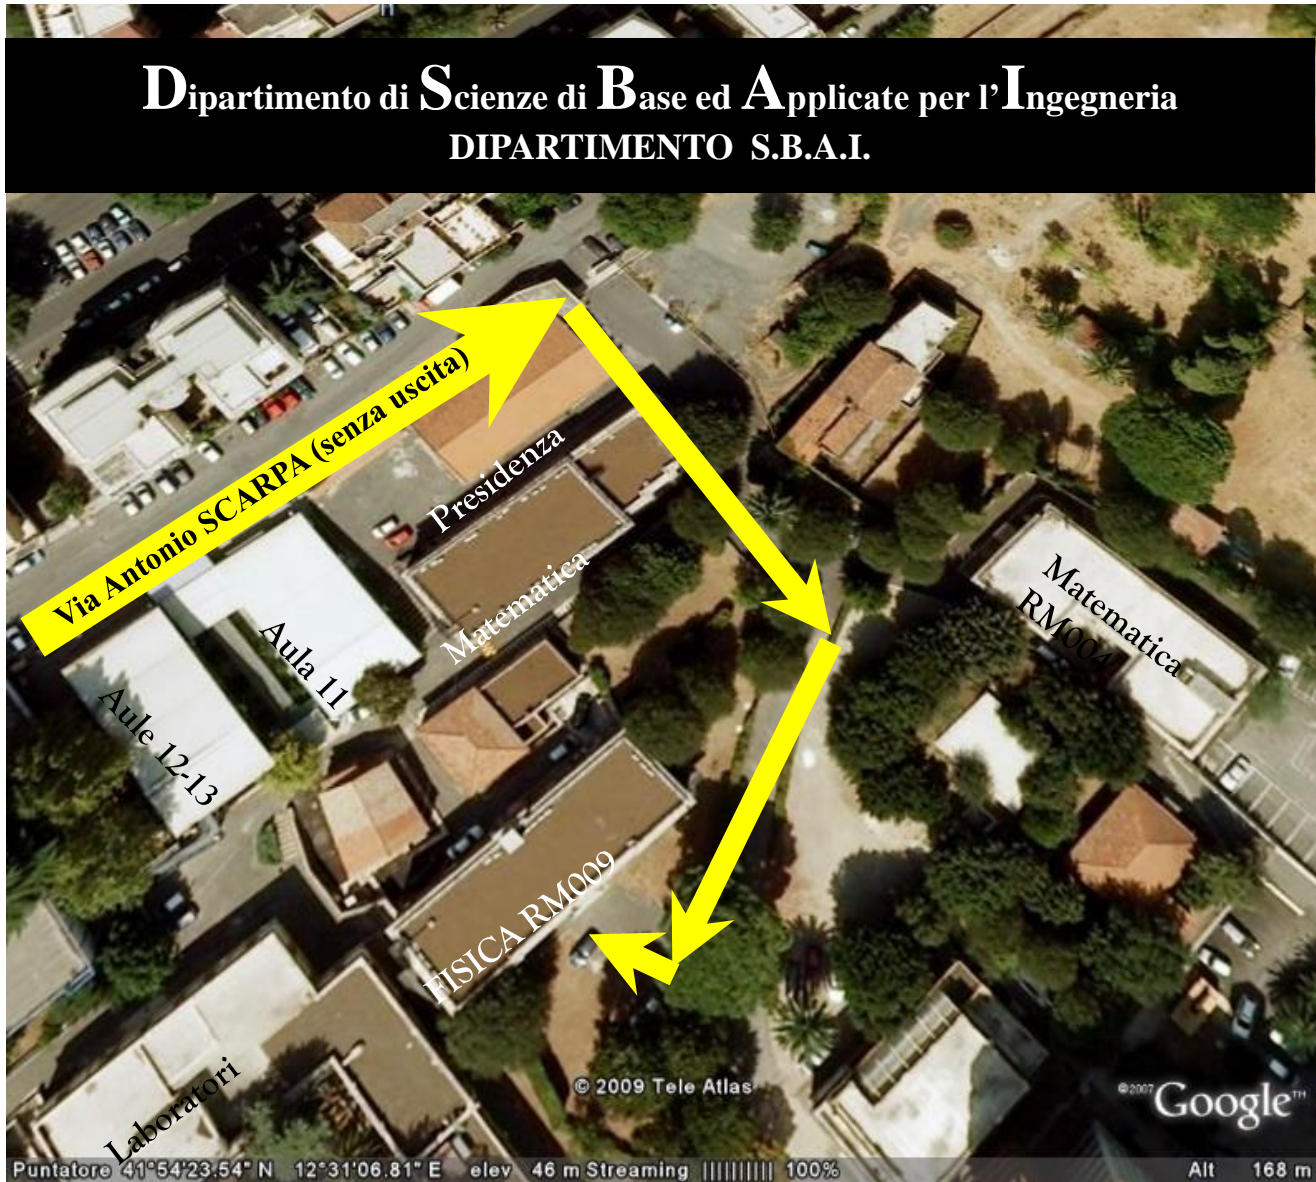 Dipartimento di Scienze di Base ed Applicate per l’Ingegneria
DIPARTIMENTO S.B.A.I.
Via Antonio SCARPA (senza uscita)
Presidenza
Matematica
Matematica
RM004
Aula 11
Aule 12-13
FISICA RM009
Laboratori
© 2009 Tele Atlas
©2007 Google™
Puntatore 41°54'23.54" N 12°31'06.81" E elev 46 m Streaming |||||||||| 100% Alt 168 m